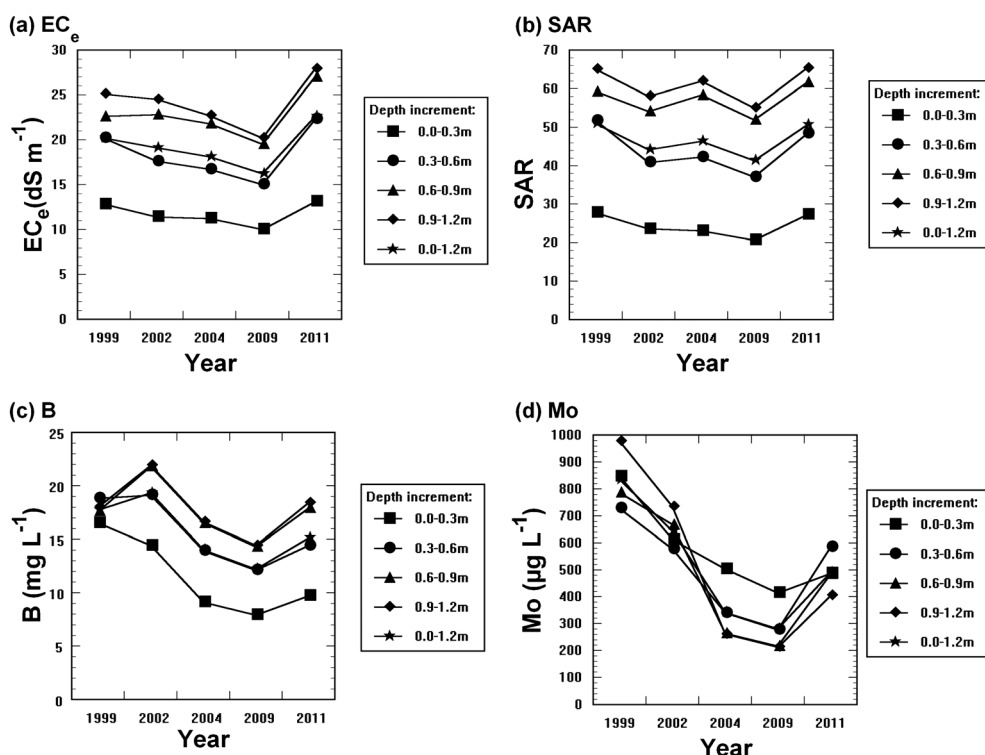 (a) ECe
30
25
20
15
10
5
0
ECe(dS m-1)
1999 2002 2004 2009 2011
Year
Depth increment:
0.0-0.3m
0.3-0.6m
0.6-0.9m
0.9-1.2m
0.0-1.2m
(b) SAR
70
60
50
40
30
20
10
0
SAR
1999 2002 2004 2009 2011
Year
Depth increment:
0.0-0.3m
0.3-0.6m
0.6-0.9m
0.9-1.2m
0.0-1.2m
(c) B
25
20
15
10
5
0
B (mg L-1)
1999 2002 2004 2009 2011
Year
Depth increment:
0.0-0.3m
0.3-0.6m
0.6-0.9m
0.9-1.2m
0.0-1.2m
(d) Mo
1000
900
800
700
600
500
400
300
200
100
0
Mo (µg L-1)
1999 2002 2004 2009 2011
Year
Depth increment:
0.0-0.3m
0.3-0.6m
0.6-0.9m
0.9-1.2m
0.0-1.2m